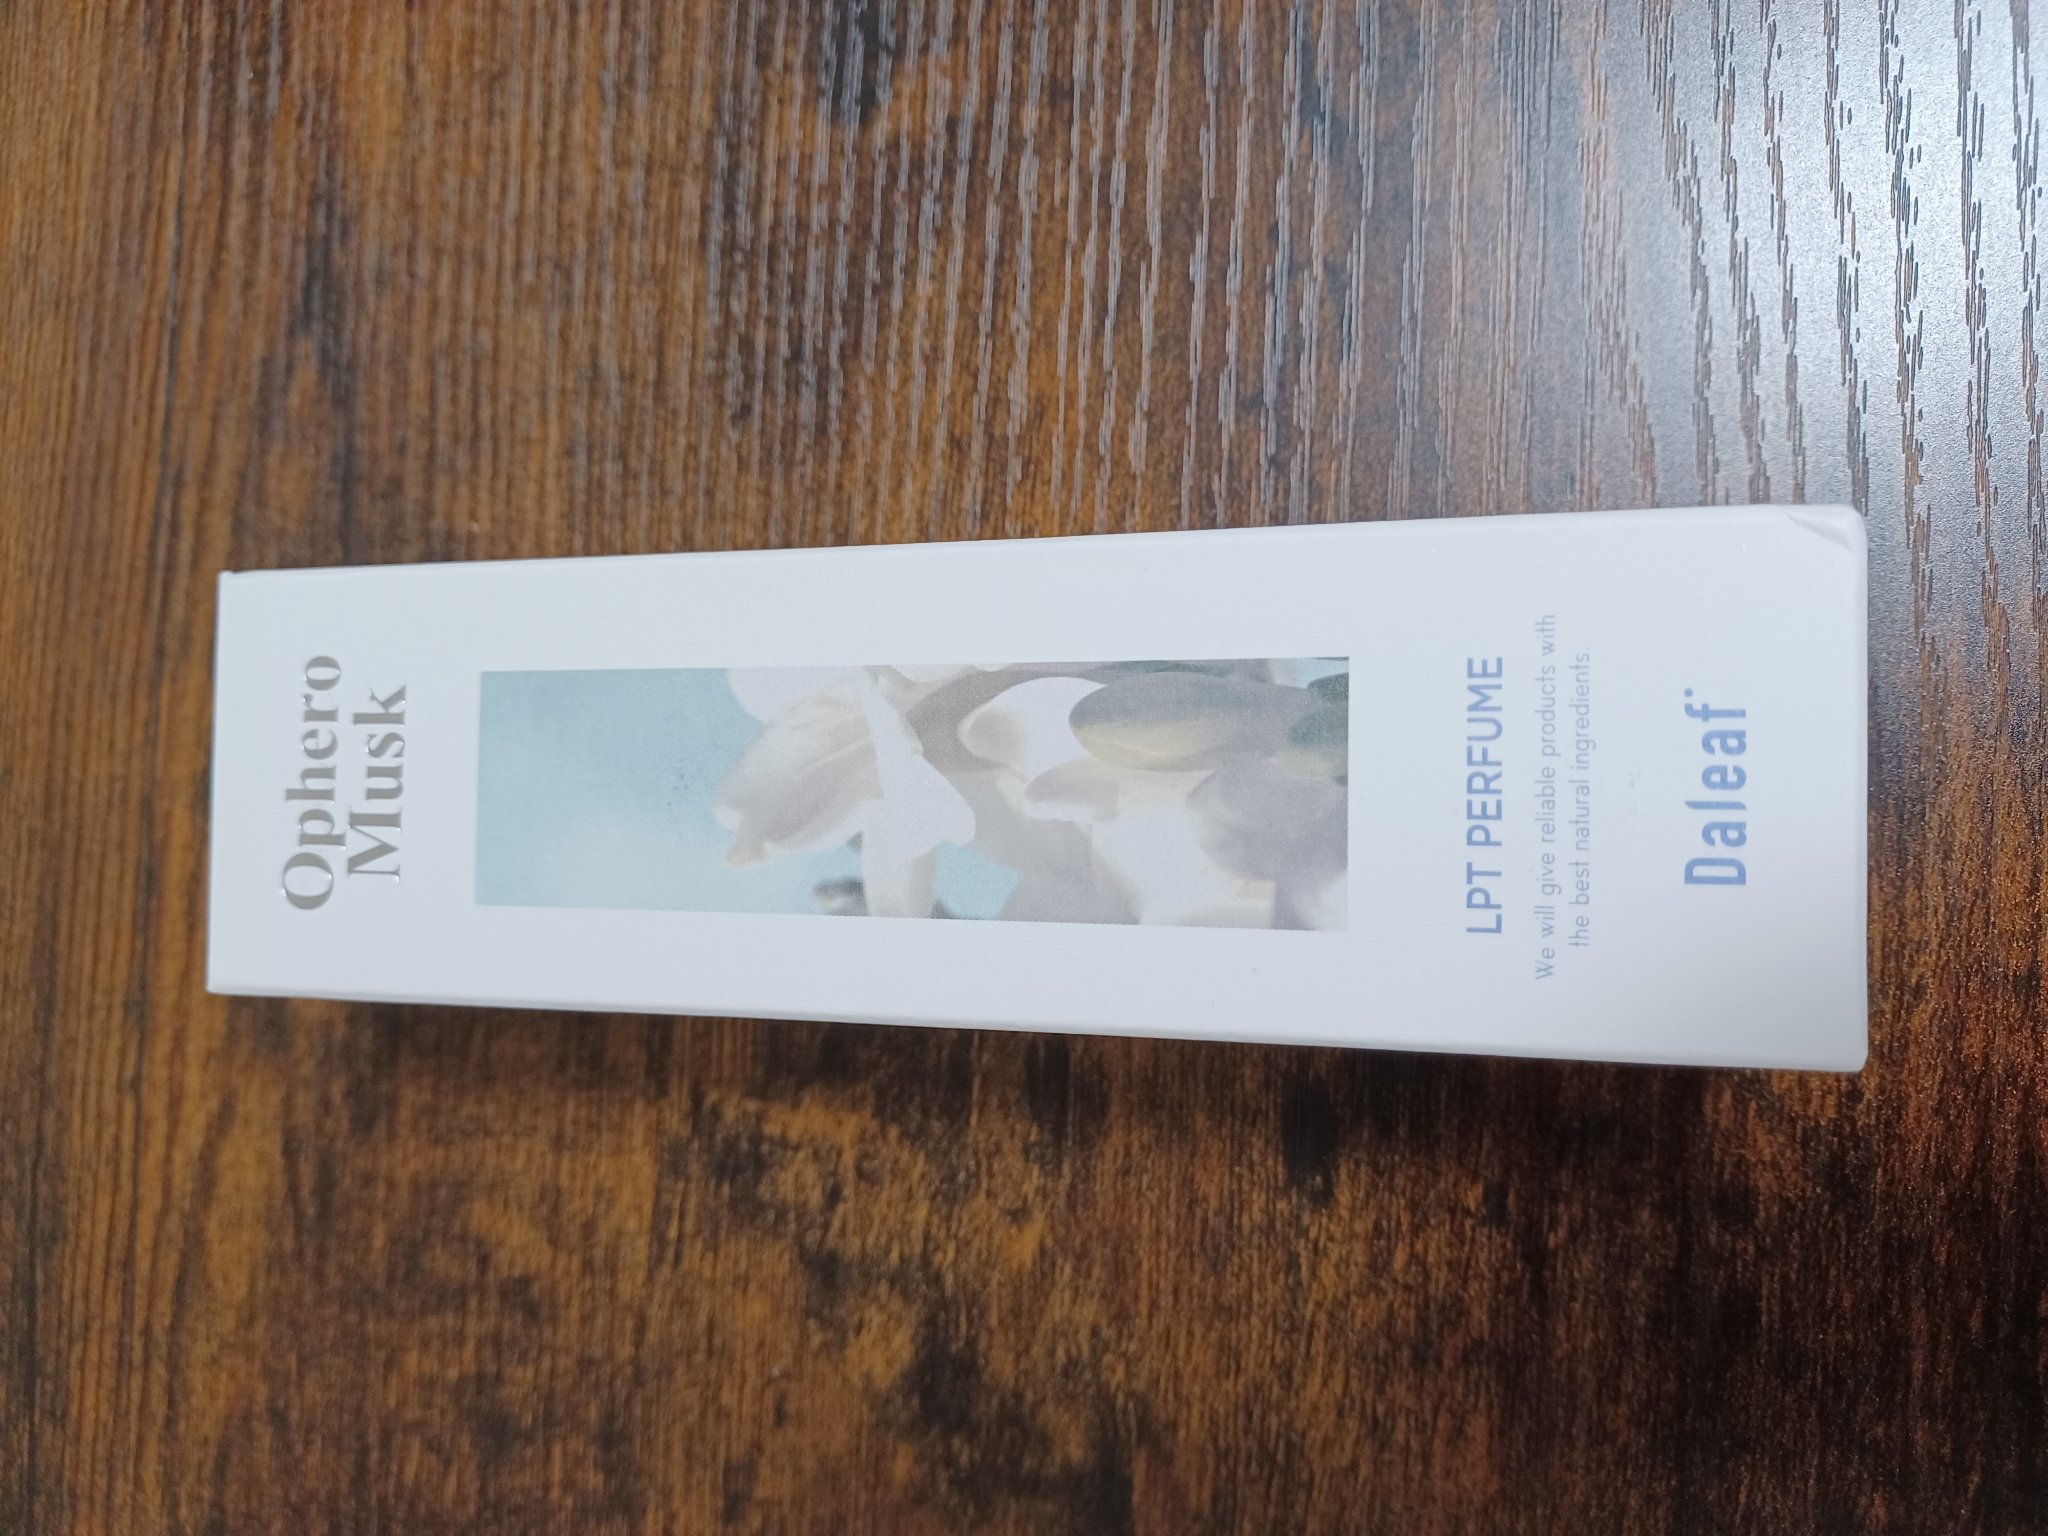 Ophero
Musk
LPT PERFUME
We will give reliable products with
the best natural ingredients.
Daleaf